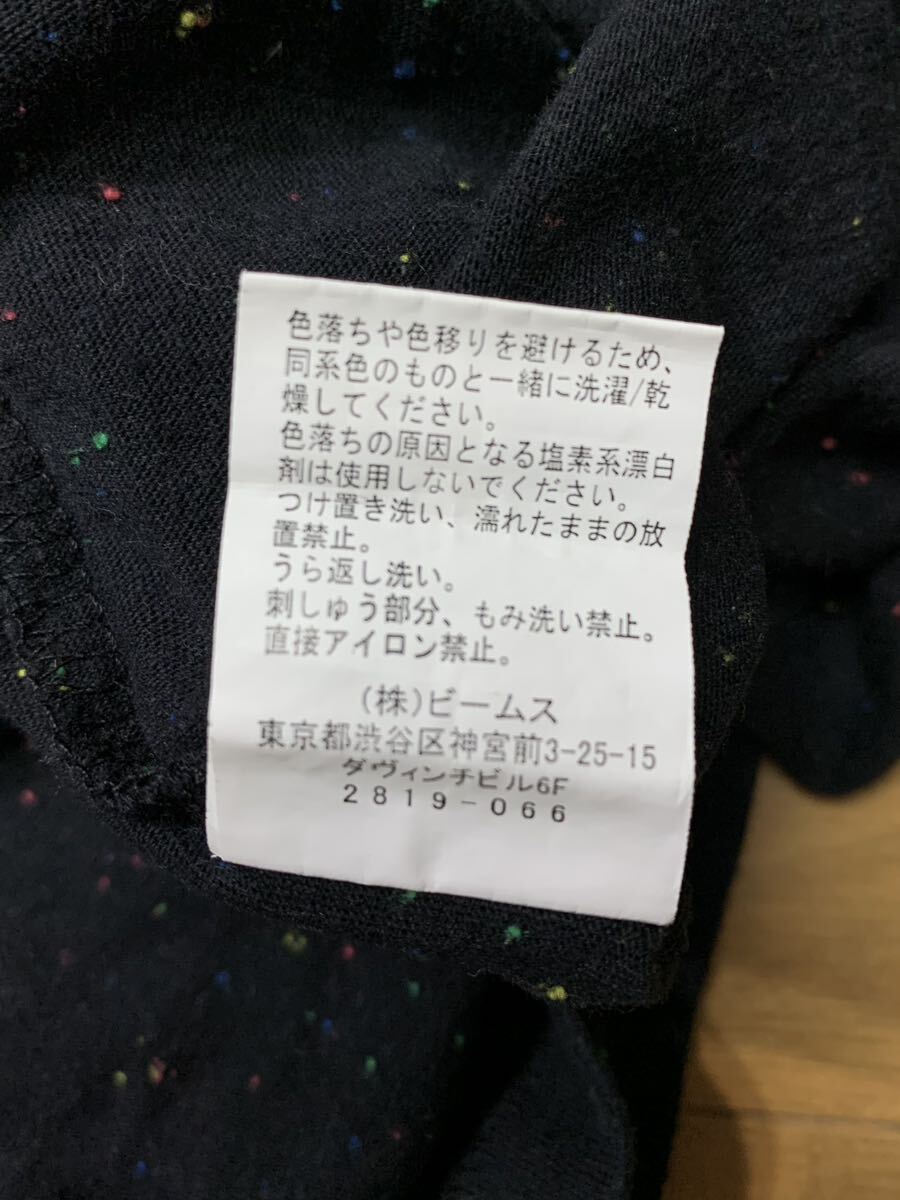 色落ちや色移りを避けるため、
同系色のものと一緒に洗濯/乾
燥してください。
色落ちの原因となる塩素系漂白
剤は使用しないでください。
つけ置き洗い、濡れたままの放
置禁止。
うら返し洗い。
刺しゅう部分、もみ洗い禁止。
直接アイロン禁止。
(株)ビームス
東京都渋谷区神宮前3-25-15
ダヴィンチビル6F
2819-066